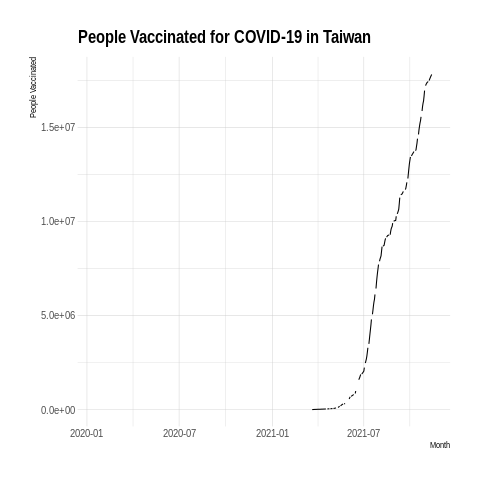 People Vaccinated for COVID-19 in Taiwan
People Vaccinated
1.5e+07
1.0e+07
5.0e+06
0.0e+00
2020-01 2020-07 2021-01 2021-07
Month